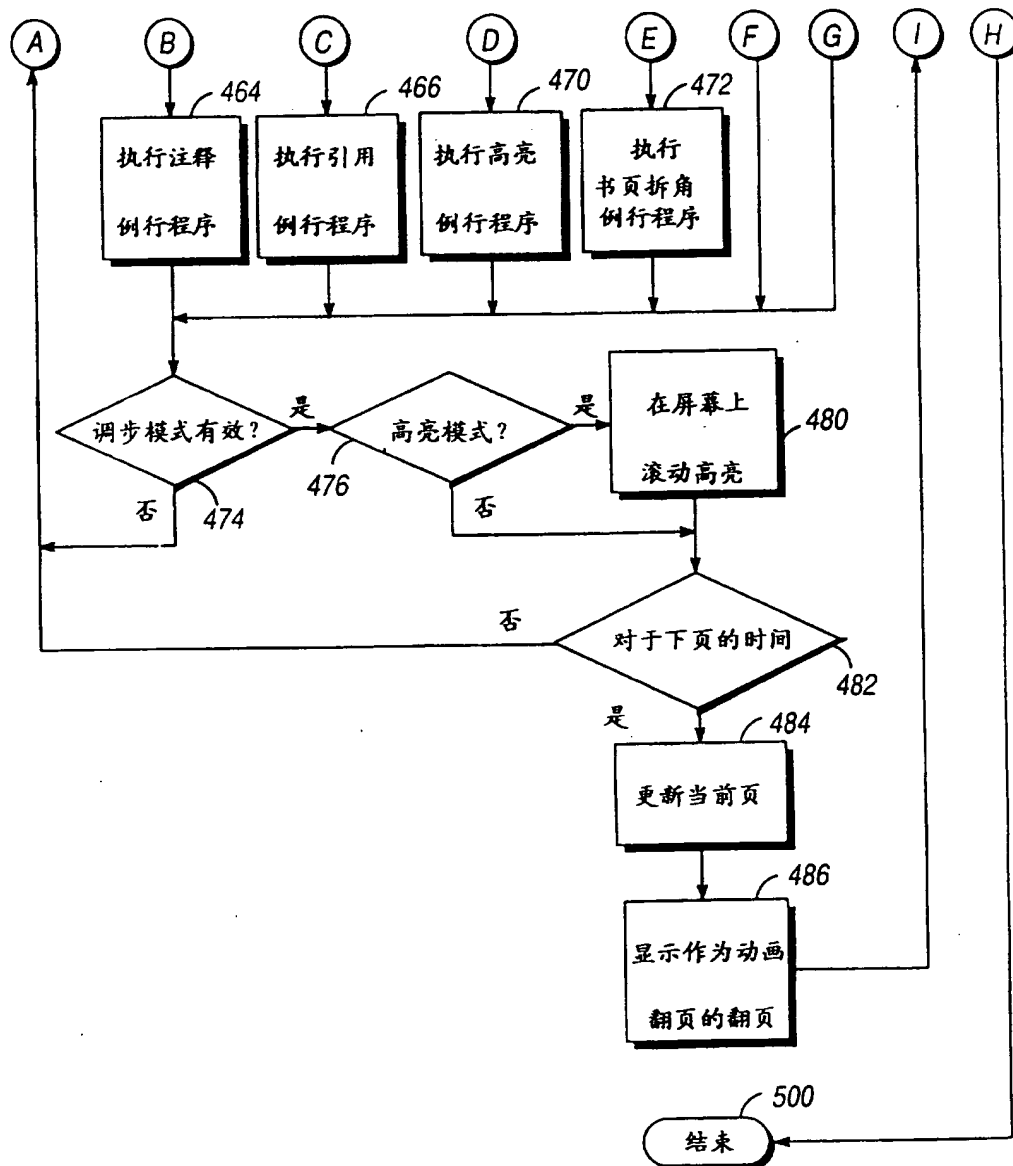 A B C D E F G I H
464 466 470 472
执行注释
例行程序
执行引用
例行程序
执行高亮
例行程序
执行
书页拆角
例行程序
调步模式有效?
是
474
否
高亮模式?
是
476
否
在屏幕上
滚动高亮
480
对于下页的时间
否
482
是
484
更新当前页
486
显示作为动画
翻页的翻页
500
结束